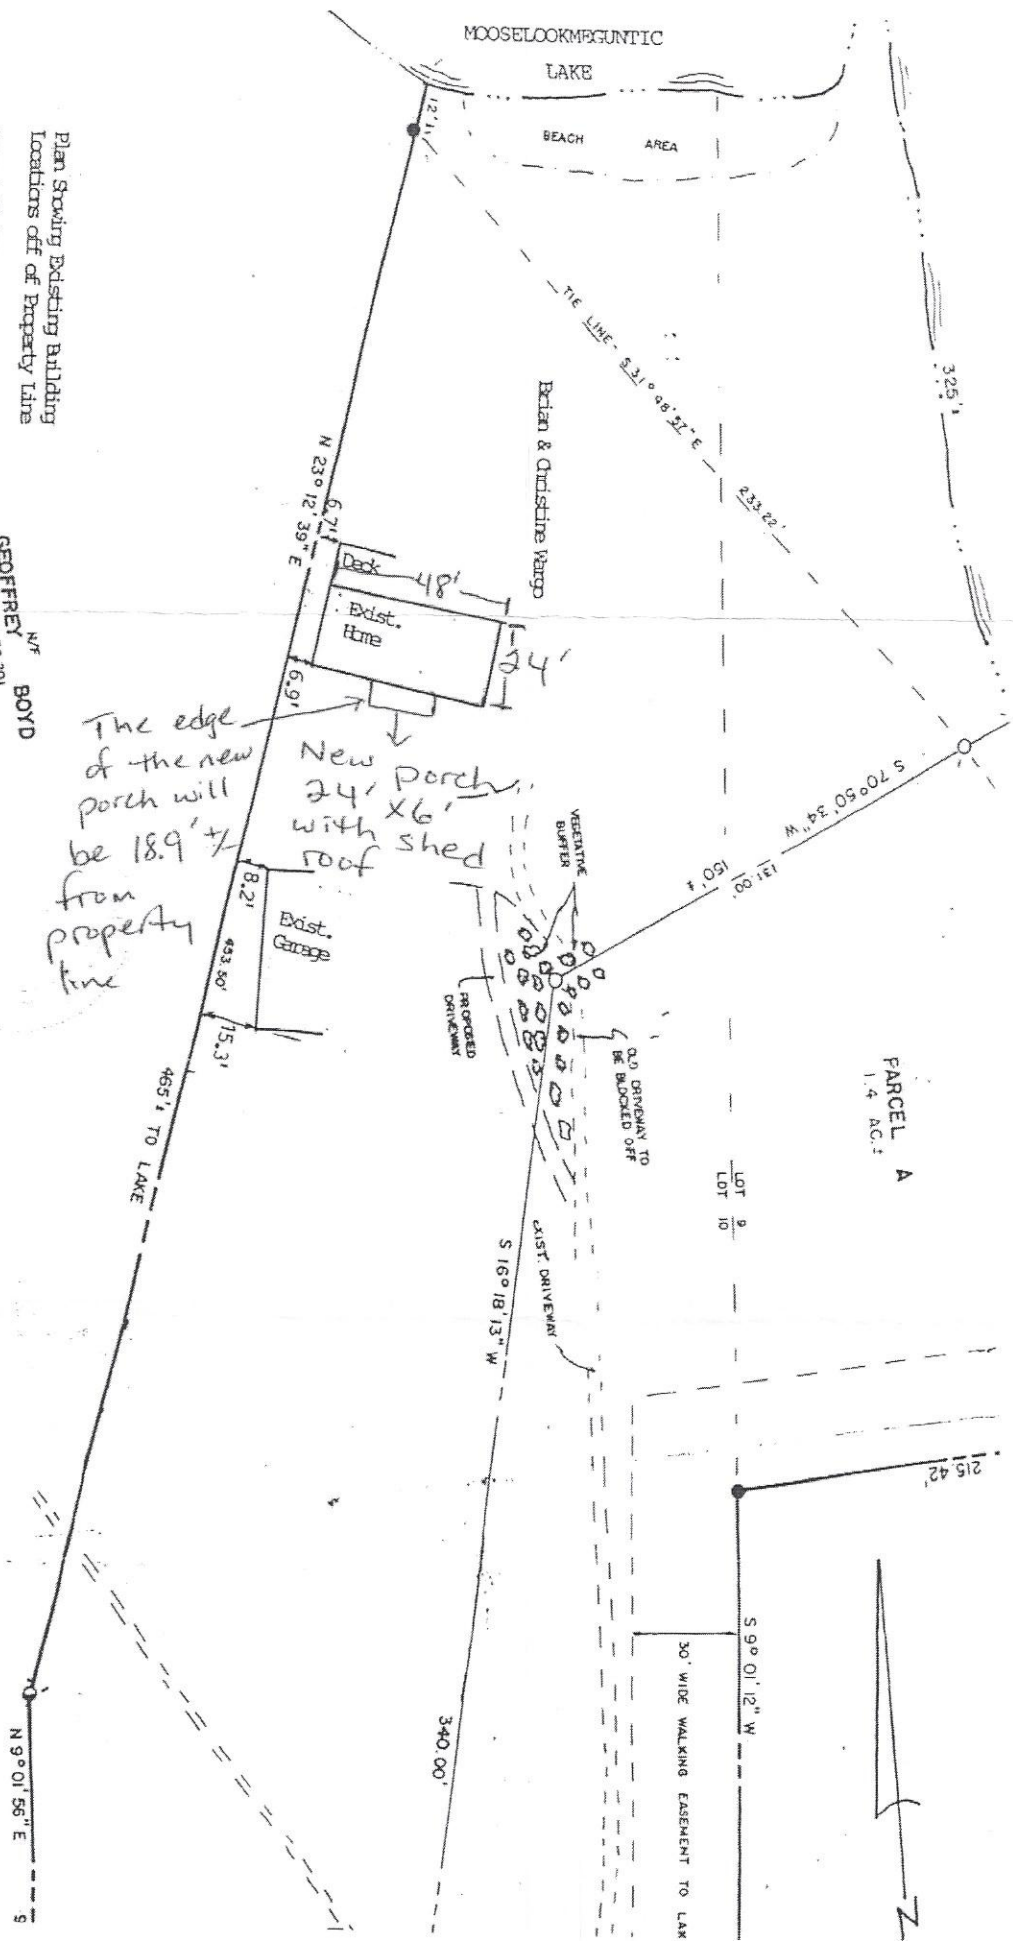 MOOSELOOKMEGUNTIC
LAKE
BEACH AREA
12'±
325'±
TIE LINE - S 31° 48' 57" E
233.22'
Plan Showing Existing Building
Locations off of Property Line
Brian & Christine Wargo
N 23° 12' 39" E
6.7'
Deck
48'
Exist.
Home
24'
6.9'
N/F
GEOFFREY BOYD
The edge
of the new
porch will
be 18.9' +/-
from
property
line
New Porch
24' x6'
with shed
roof
S 70° 50' 34" W
131.00'
150'±
VEGETATIVE
BUFFER
8.2'
Exist.
Garage
453.50'
15.3'
PROPOSED
DRIVEWAY
OLD DRIVEWAY TO
BE BLOCKED OFF
PARCEL A
1.4 AC.±
LOT 9
LOT 10
465'± TO LAKE
S 16° 18' 13" W
EXIST. DRIVEWAY
215.42'
S 9° 01' 12" W
30' WIDE WALKING EASEMENT TO LAK
340.00'
N 9° 01' 56" E
N